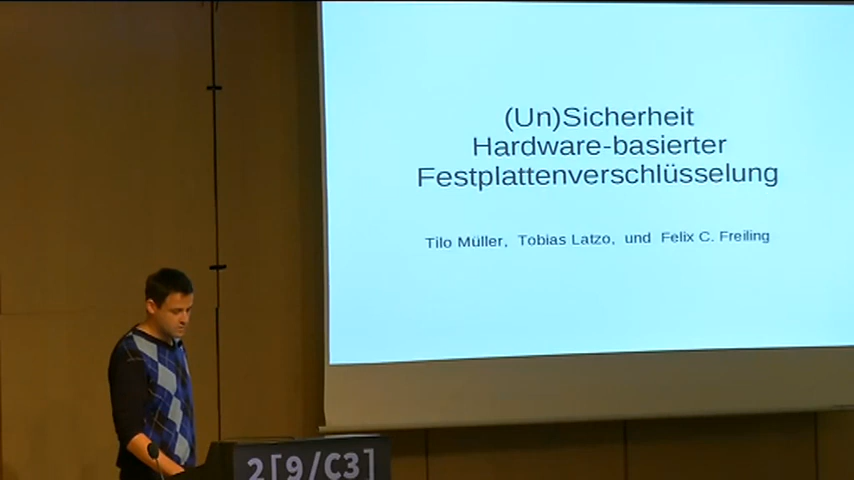 (Un)Sicherheit
Hardware-basierter
Festplattenverschlüsselung
Tilo Müller, Tobias Latzo, und Felix C. Freiling
2[9/C3]